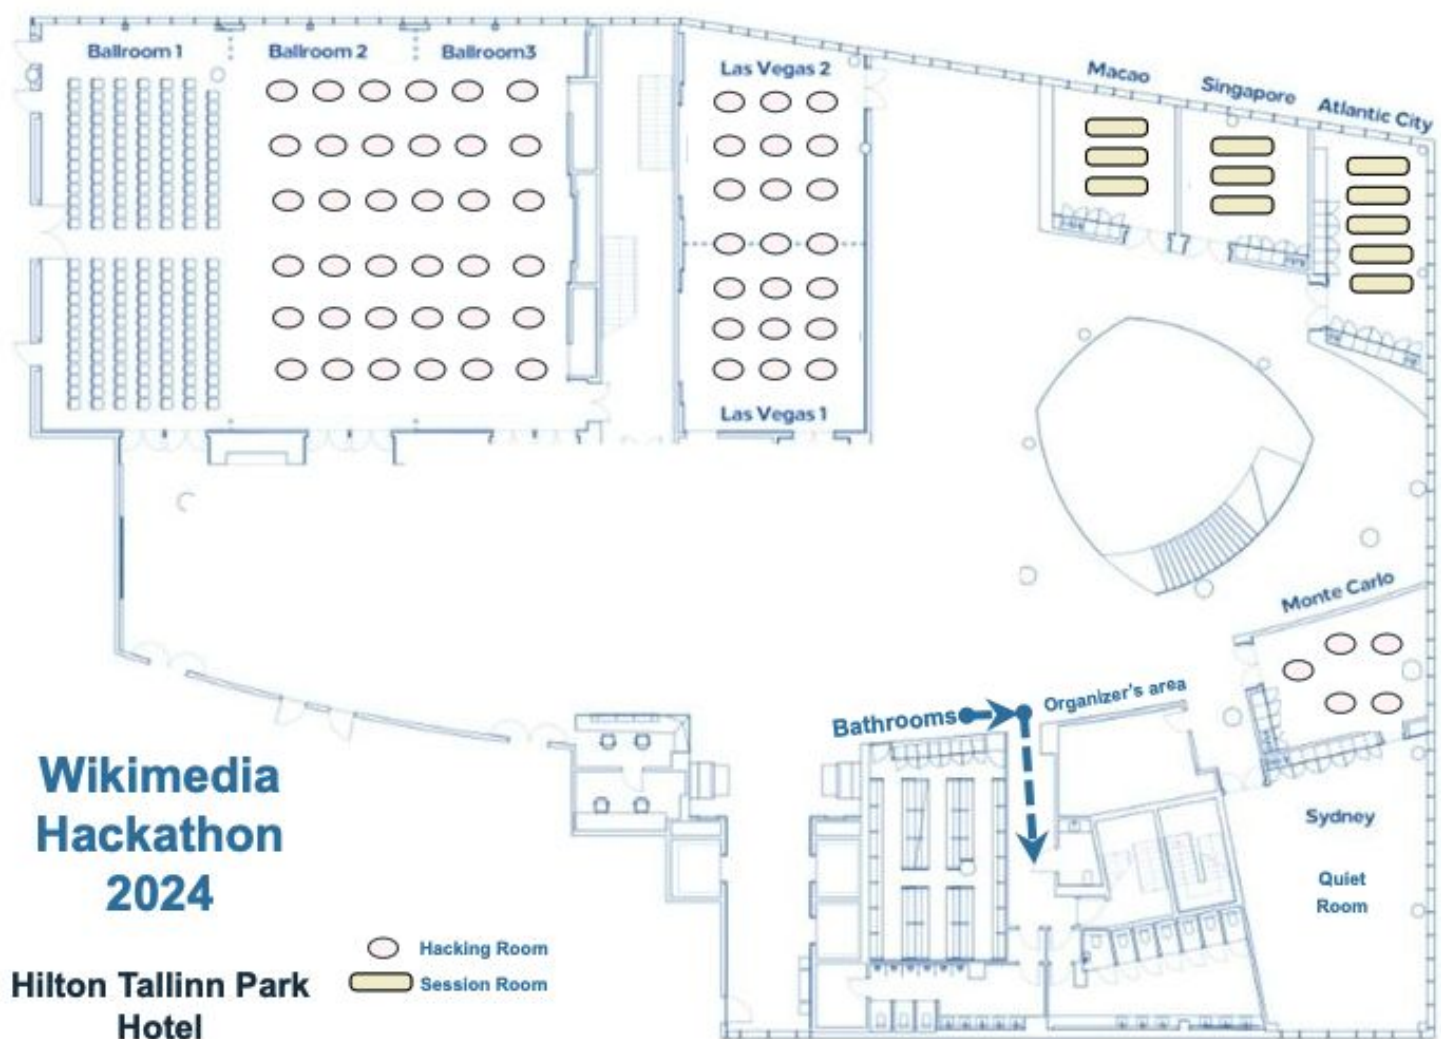 Ballroom 1
Ballroom 2
Ballroom3
Las Vegas 2
Macao
Singapore
Atlantic City
Las Vegas 1
Monte Carlo
Organizer's area
Bathrooms
Wikimedia
Hackathon
2024
Sydney
Quiet
Room
Hacking Room
Session Room
Hilton Tallinn Park
Hotel